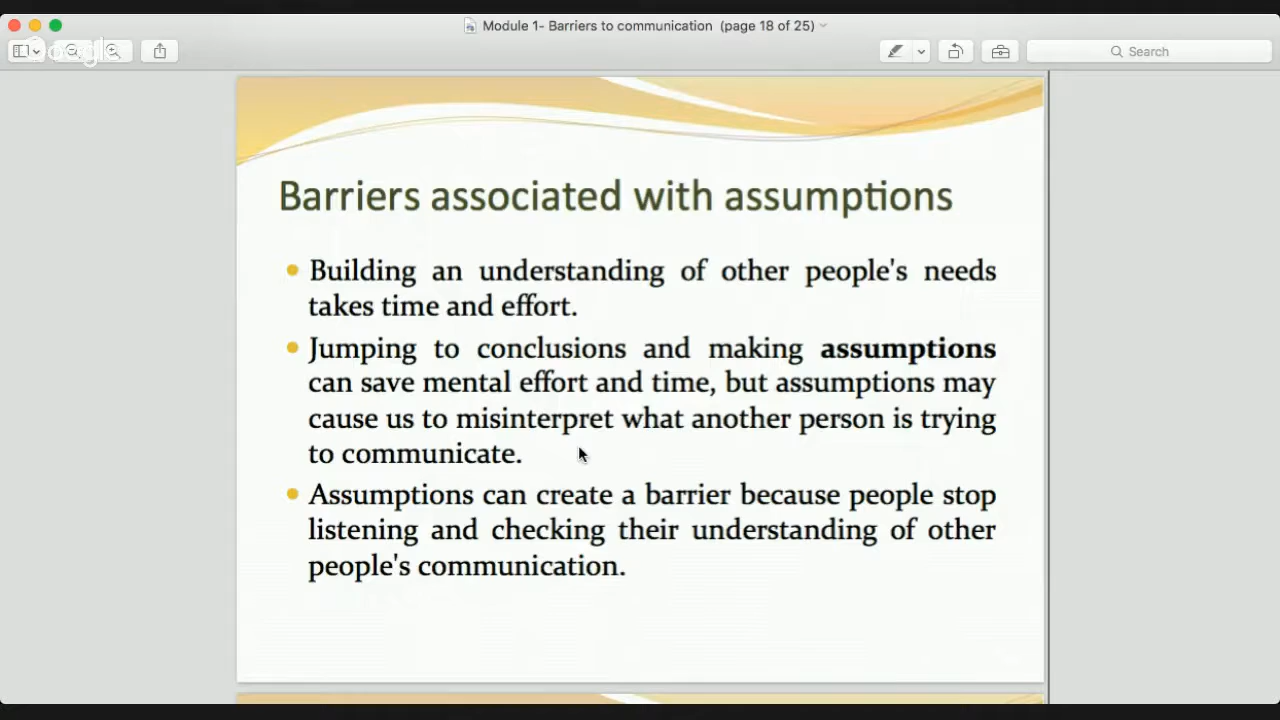 Module 1- Barriers to communication (page 18 of 25)
Google
Search
Barriers associated with assumptions
Building an understanding of other people's needs
takes time and effort.
Jumping to conclusions and making assumptions
can save mental effort and time, but assumptions may
cause us to misinterpret what another person is trying
to communicate.
Assumptions can create a barrier because people stop
listening and checking their understanding of other
people's communication.